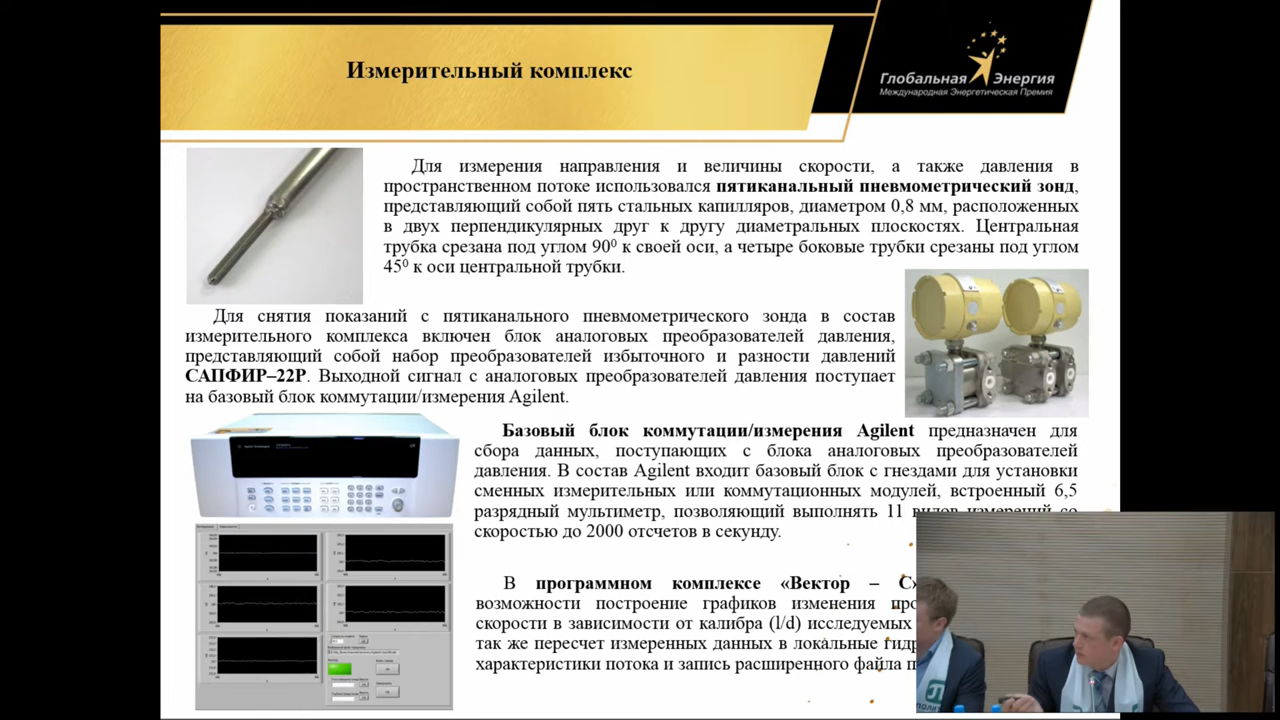 Измерительный комплекс
Глобальная Энергия
Международная Энергетическая Премия
Для измерения направления и величины скорости, а также давления в
пространственном потоке использовался пятиканальный пневмометрический зонд,
представляющий собой пять стальных капилляров, диаметром 0,8 мм, расположенных
в двух перпендикулярных друг к другу диаметральных плоскостях. Центральная
трубка срезана под углом 90⁰ к своей оси, а четыре боковые трубки срезаны под углом
45⁰ к оси центральной трубки.
Для снятия показаний с пятиканального пневмометрического зонда в состав
измерительного комплекса включен блок аналоговых преобразователей давления,
представляющий собой набор преобразователей избыточного и разности давлений
САПФИР–22Р. Выходной сигнал с аналоговых преобразователей давления поступает
на базовый блок коммутации/измерения Agilent.
Базовый блок коммутации/измерения Agilent предназначен для
сбора данных, поступающих с блока аналоговых преобразователей
давления. В состав Agilent входит базовый блок с гнездами для установки
сменных измерительных или коммутационных модулей, встроенный 6,5
разрядный мультиметр, позволяющий выполнять 11 видов измерений со
скоростью до 2000 отсчетов в секунду.
В программном комплексе «Вектор – С
возможности построение графиков изменения про
скорости в зависимости от калибра (l/d) исследуемых
так же пересчет измеренных данных в локальные гидр
характеристики потока и запись расширенного файла п